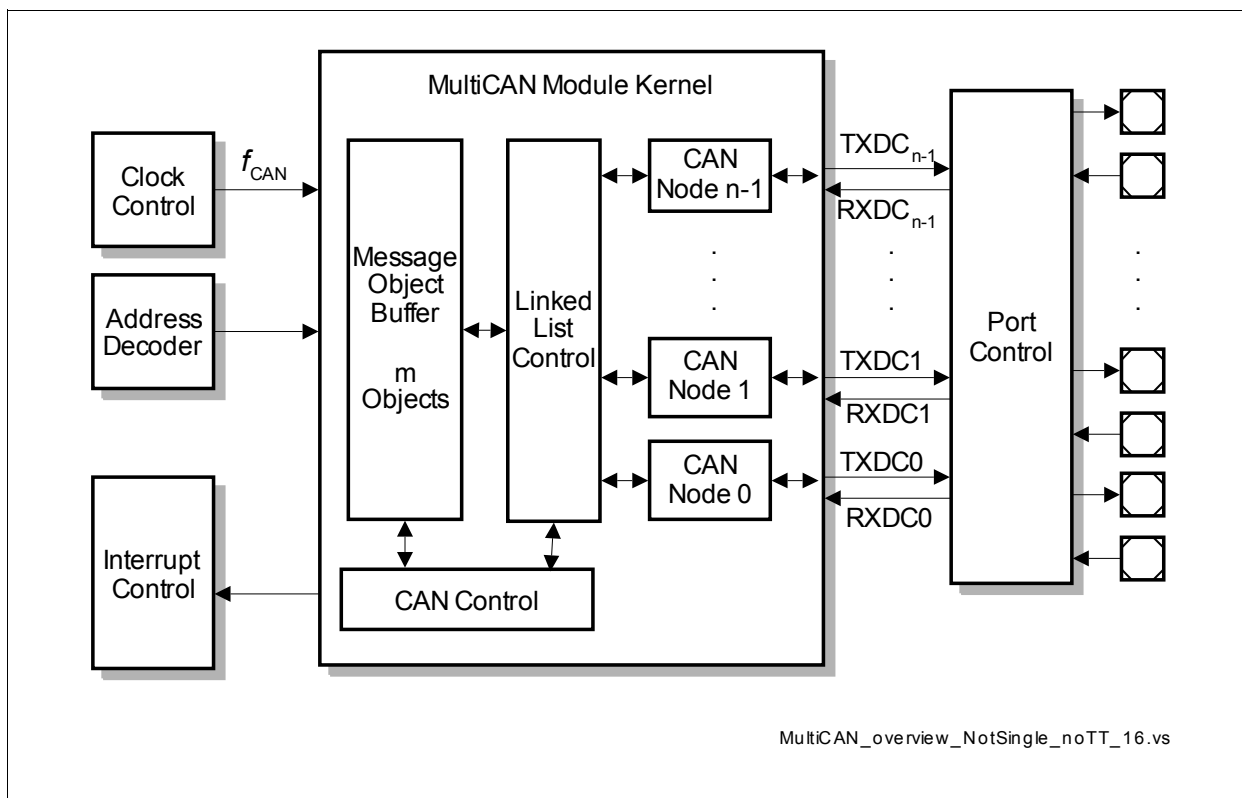 MultiCAN Module Kernel
Clock
Control
fCAN
Address
Decoder
Interrupt
Control
Message
Object
Buffer
m
Objects
Linked
List
Control
CAN Control
CAN
Node n-1
.
.
.
CAN
Node 1
CAN
Node 0
TXDCn-1
RXDCn-1
.
.
.
TXDC1
RXDC1
TXDC0
RXDC0
Port
Control
.
.
.
MultiCAN_overview_NotSingle_noTT_16.vs